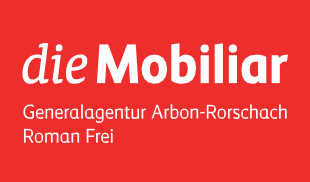 die Mobiliar
Generalagentur Arbon-Rorschach
Roman Frei